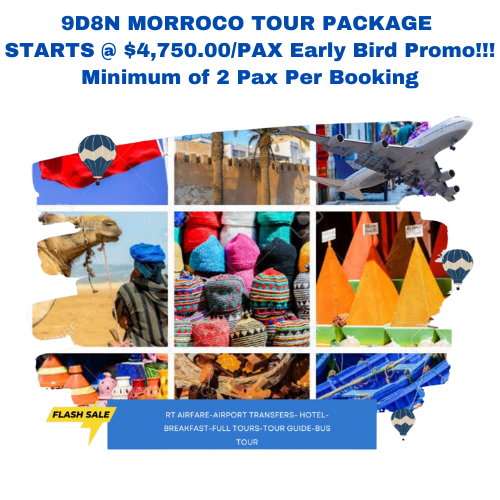 9D8N MORROCO TOUR PACKAGE
STARTS @ $4,750.00/PAX Early Bird Promo!!!
Minimum of 2 Pax Per Booking
FLASH SALE
RT AIRFARE-AIRPORT TRANSFERS- HOTEL-
BREAKFAST-FULL TOURS-TOUR GUIDE-BUS
TOUR